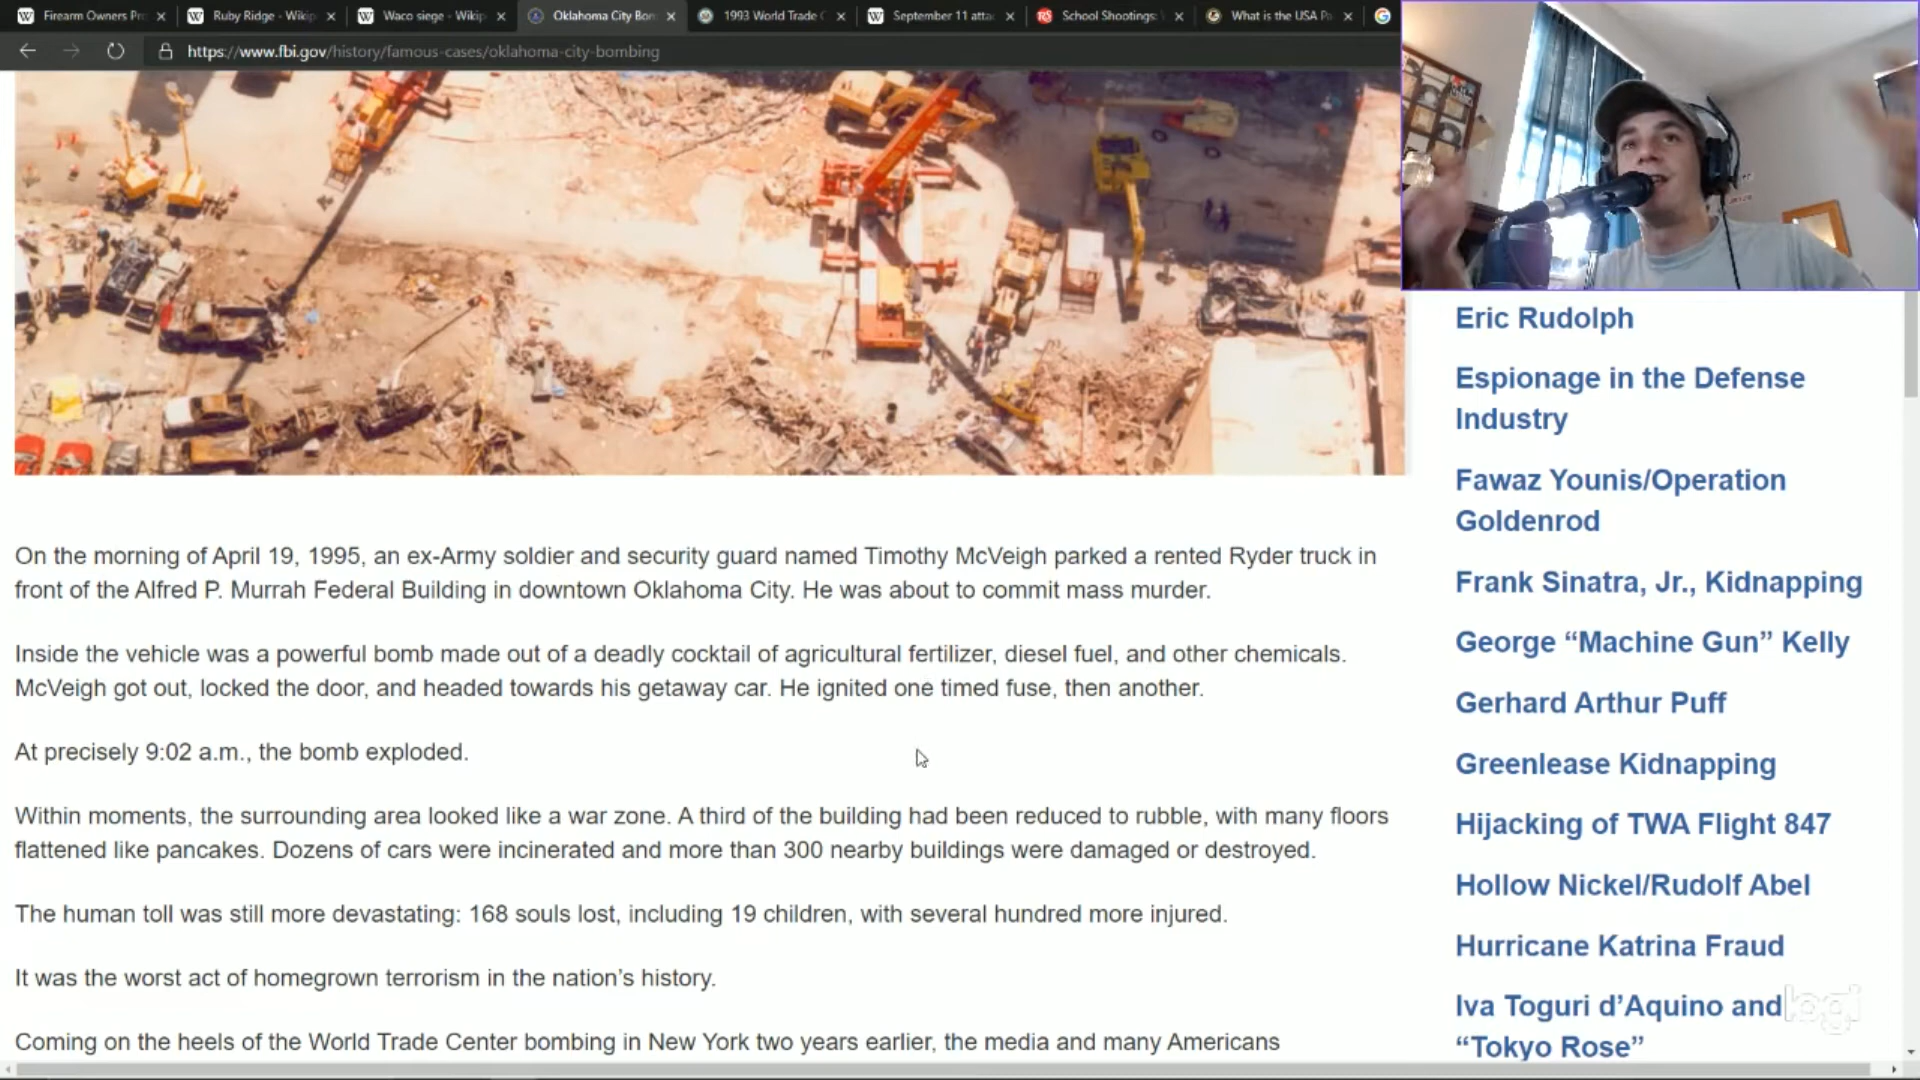 Firearm Owners Pr
Ruby Ridge - Wikip
Waco siege - Wikip
Oklahoma City Bom
1993 World Trade C
September 11 atta
School Shootings:
What is the USA Pa
https://www.fbi.gov/history/famous-cases/oklahoma-city-bombing
On the morning of April 19, 1995, an ex-Army soldier and security guard named Timothy McVeigh parked a rented Ryder truck in
front of the Alfred P. Murrah Federal Building in downtown Oklahoma City. He was about to commit mass murder.
Inside the vehicle was a powerful bomb made out of a deadly cocktail of agricultural fertilizer, diesel fuel, and other chemicals.
McVeigh got out, locked the door, and headed towards his getaway car. He ignited one timed fuse, then another.
At precisely 9:02 a.m., the bomb exploded.
Within moments, the surrounding area looked like a war zone. A third of the building had been reduced to rubble, with many floors
flattened like pancakes. Dozens of cars were incinerated and more than 300 nearby buildings were damaged or destroyed.
The human toll was still more devastating: 168 souls lost, including 19 children, with several hundred more injured.
It was the worst act of homegrown terrorism in the nation's history.
Coming on the heels of the World Trade Center bombing in New York two years earlier, the media and many Americans
Eric Rudolph
Espionage in the Defense
Industry
Fawaz Younis/Operation
Goldenrod
Frank Sinatra, Jr., Kidnapping
George “Machine Gun” Kelly
Gerhard Arthur Puff
Greenlease Kidnapping
Hijacking of TWA Flight 847
Hollow Nickel/Rudolf Abel
Hurricane Katrina Fraud
Iva Toguri d’Aquino and
“Tokyo Rose”
logi